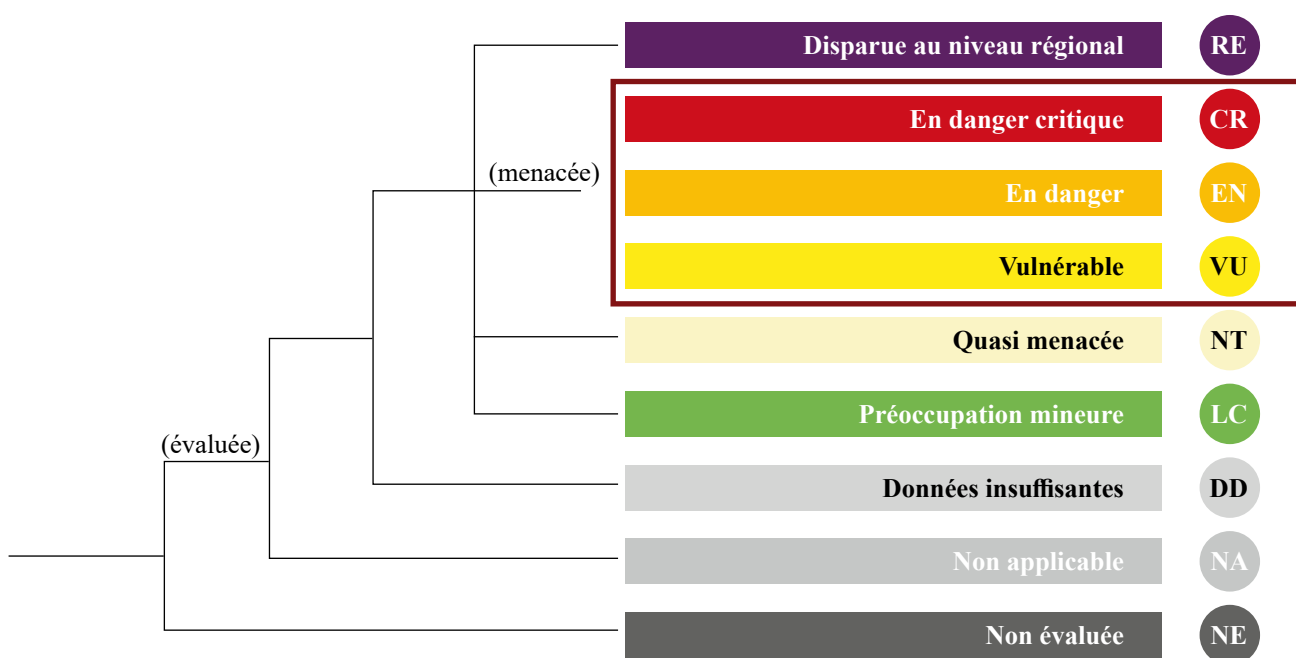 Disparue au niveau régional RE
En danger critique CR
(menacée)
En danger EN
Vulnérable VU
Quasi menacée NT
Préoccupation mineure LC
(évaluée)
Données insuffisantes DD
Non applicable NA
Non évaluée NE